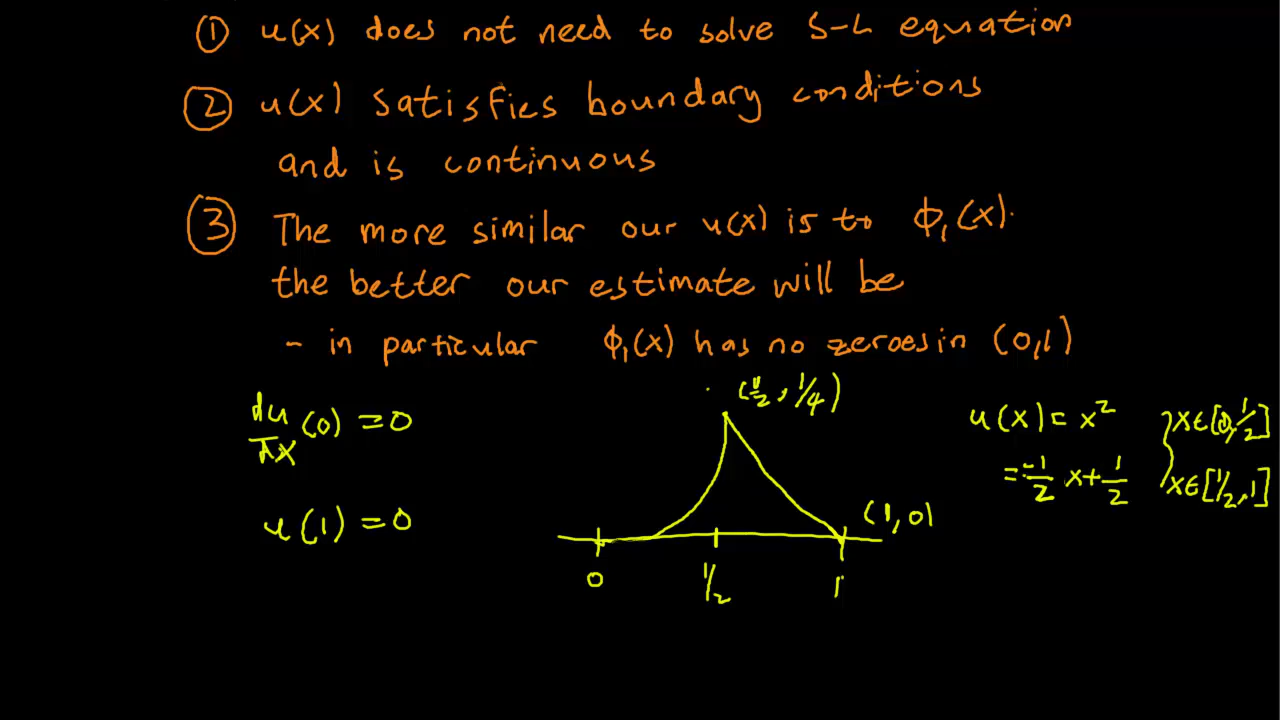 ① u(x) does not need to solve S-L equation
② u(x) satisfies boundary conditions
and is continuous
③ The more similar our u(x) is to ϕ₁(x).
the better our estimate will be
- in particular ϕ₁(x) has no zeroes in (0,1)
du/dx (0) = 0
u(1) = 0
(1/2, 1/4)
(1,0)
0 1/2 1
u(x) = x² x∈[0,1/2]
= -1/2 x + 1/2 x∈[1/2,1]